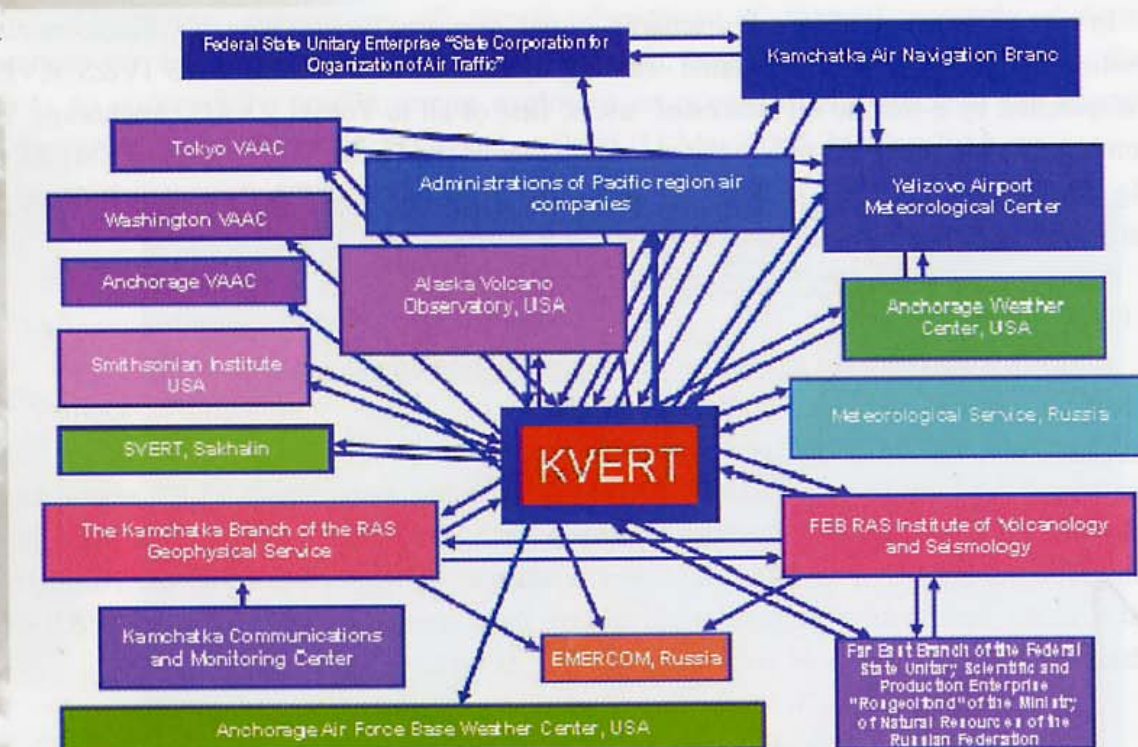 Federal State Unitary Enterprise “State Corporation for
Organization of Air Traffic”
Kamchatka Air Navigation Branc
Tokyo VAAC
Administrations of Pacific region air
companies
Yelizovo Airport
Meteorological Center
Washington VAAC
Anchorage VAAC
Alaska Volcano
Observatory, USA
Anchorage Weather
Center, USA
Smithsonian Institute
USA
Meteorological Service, Russia
SVERT, Sakhalin
KVERT
The Kamchatka Branch of the RAS
Geophysical Service
FEB RAS Institute of Volcanology
and Seismology
Kamchatka Communications
and Monitoring Center
EMERCOM, Russia
Far East Branch of the Federal
State Unitary Scientific and
Production Enterprise
of the Ministry
of Natural Resources of the
Russian Federation
Anchorage Air Force Base Weather Center, USA